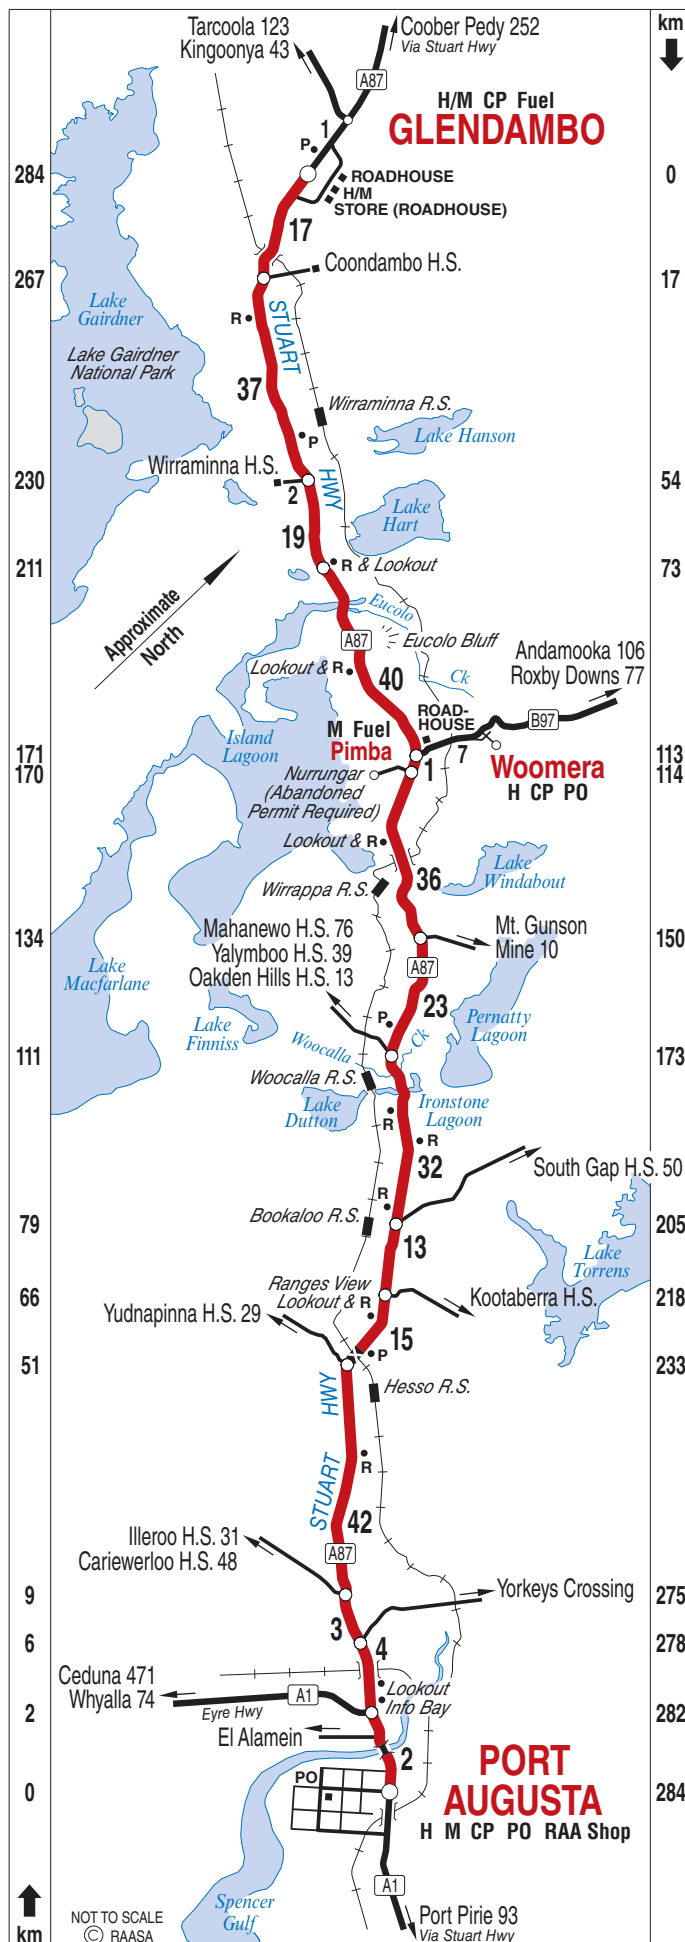 km
Tarcoola 123
Kingoonya 43
Coober Pedy 252
Via Stuart Hwy
A87
H/M CP Fuel
GLENDAMBO
1
P
284
0
ROADHOUSE
H/M
STORE (ROADHOUSE)
17
Coondambo H.S.
267
17
Lake
Gairdner
R
STUART
Lake Gairdner
National Park
37
Wirraminna R.S.
Lake Hanson
P
Wirraminna H.S.
HWY
230
54
2
Lake
Hart
19
R & Lookout
211
73
Approximate
North
Eucolo
A87
Eucolo Bluff
Lookout & R
40
Ck
Andamooka 106
Roxby Downs 77
ROAD-
HOUSE
B97
M Fuel
Pimba
Island
Lagoon
7
171
113
170
114
1
Woomera
H CP PO
Nurrungar
(Abandoned
Permit Required)
Lookout & R
36
Lake
Windabout
Wirrappa R.S.
Mahanewo H.S. 76
Yalymboo H.S. 39
Oakden Hills H.S. 13
Mt. Gunson
Mine 10
134
150
A87
Lake
Macfarlane
23
Lake
Finniss
P
Pernatty
Lagoon
Woocalla
Ck
111
173
Woocalla R.S.
Lake
Dutton
Ironstone
Lagoon
R
R
32
South Gap H.S. 50
R
Bookaloo R.S.
79
205
13
Lake
Torrens
Ranges View
Lookout & R
66
218
Kootaberra H.S.
Yudnapinna H.S. 29
15
P
51
233
HWY
Hesso R.S.
R
STUART
42
Illeroo H.S. 31
Cariewerloo H.S. 48
A87
9
275
Yorkeys Crossing
3
6
278
4
Ceduna 471
Whyalla 74
A1
Eyre Hwy
Lookout
Info Bay
2
282
El Alamein
2
PO
PORT
AUGUSTA
0
284
H M CP PO RAA Shop
A1
Spencer
Gulf
NOT TO SCALE
© RAASA
Port Pirie 93
Via Stuart Hwy
km